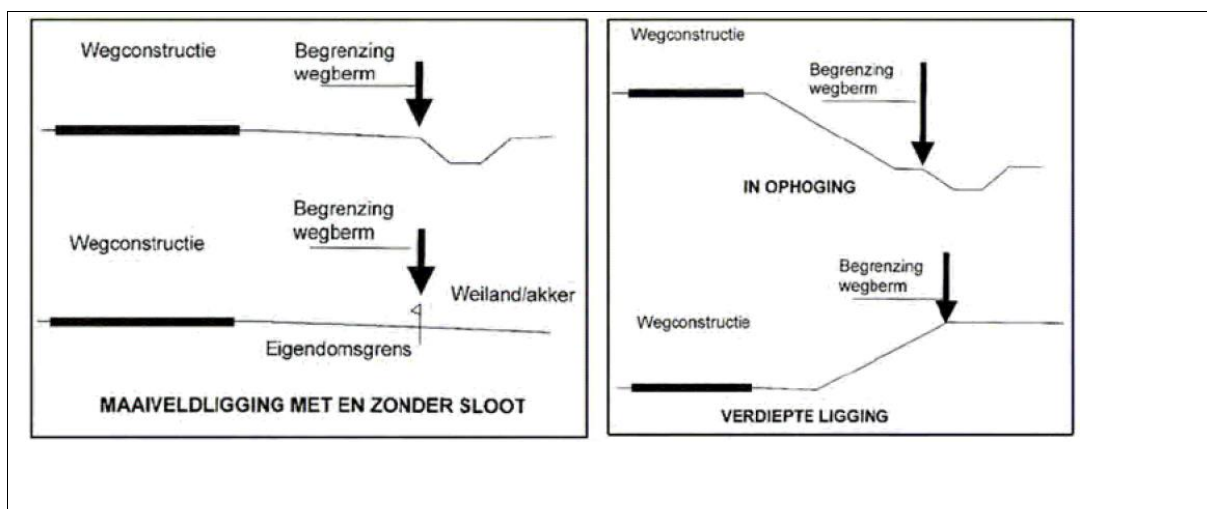 Wegconstructie
Begrenzing
wegberm
Wegconstructie
Begrenzing
wegberm
Weiland/akker
Eigendomsgrens
MAAIVELDLIGGING MET EN ZONDER SLOOT
Wegconstructie
Begrenzing
wegberm
IN OPHOGING
Begrenzing
wegberm
Wegconstructie
VERDIEPTE LIGGING